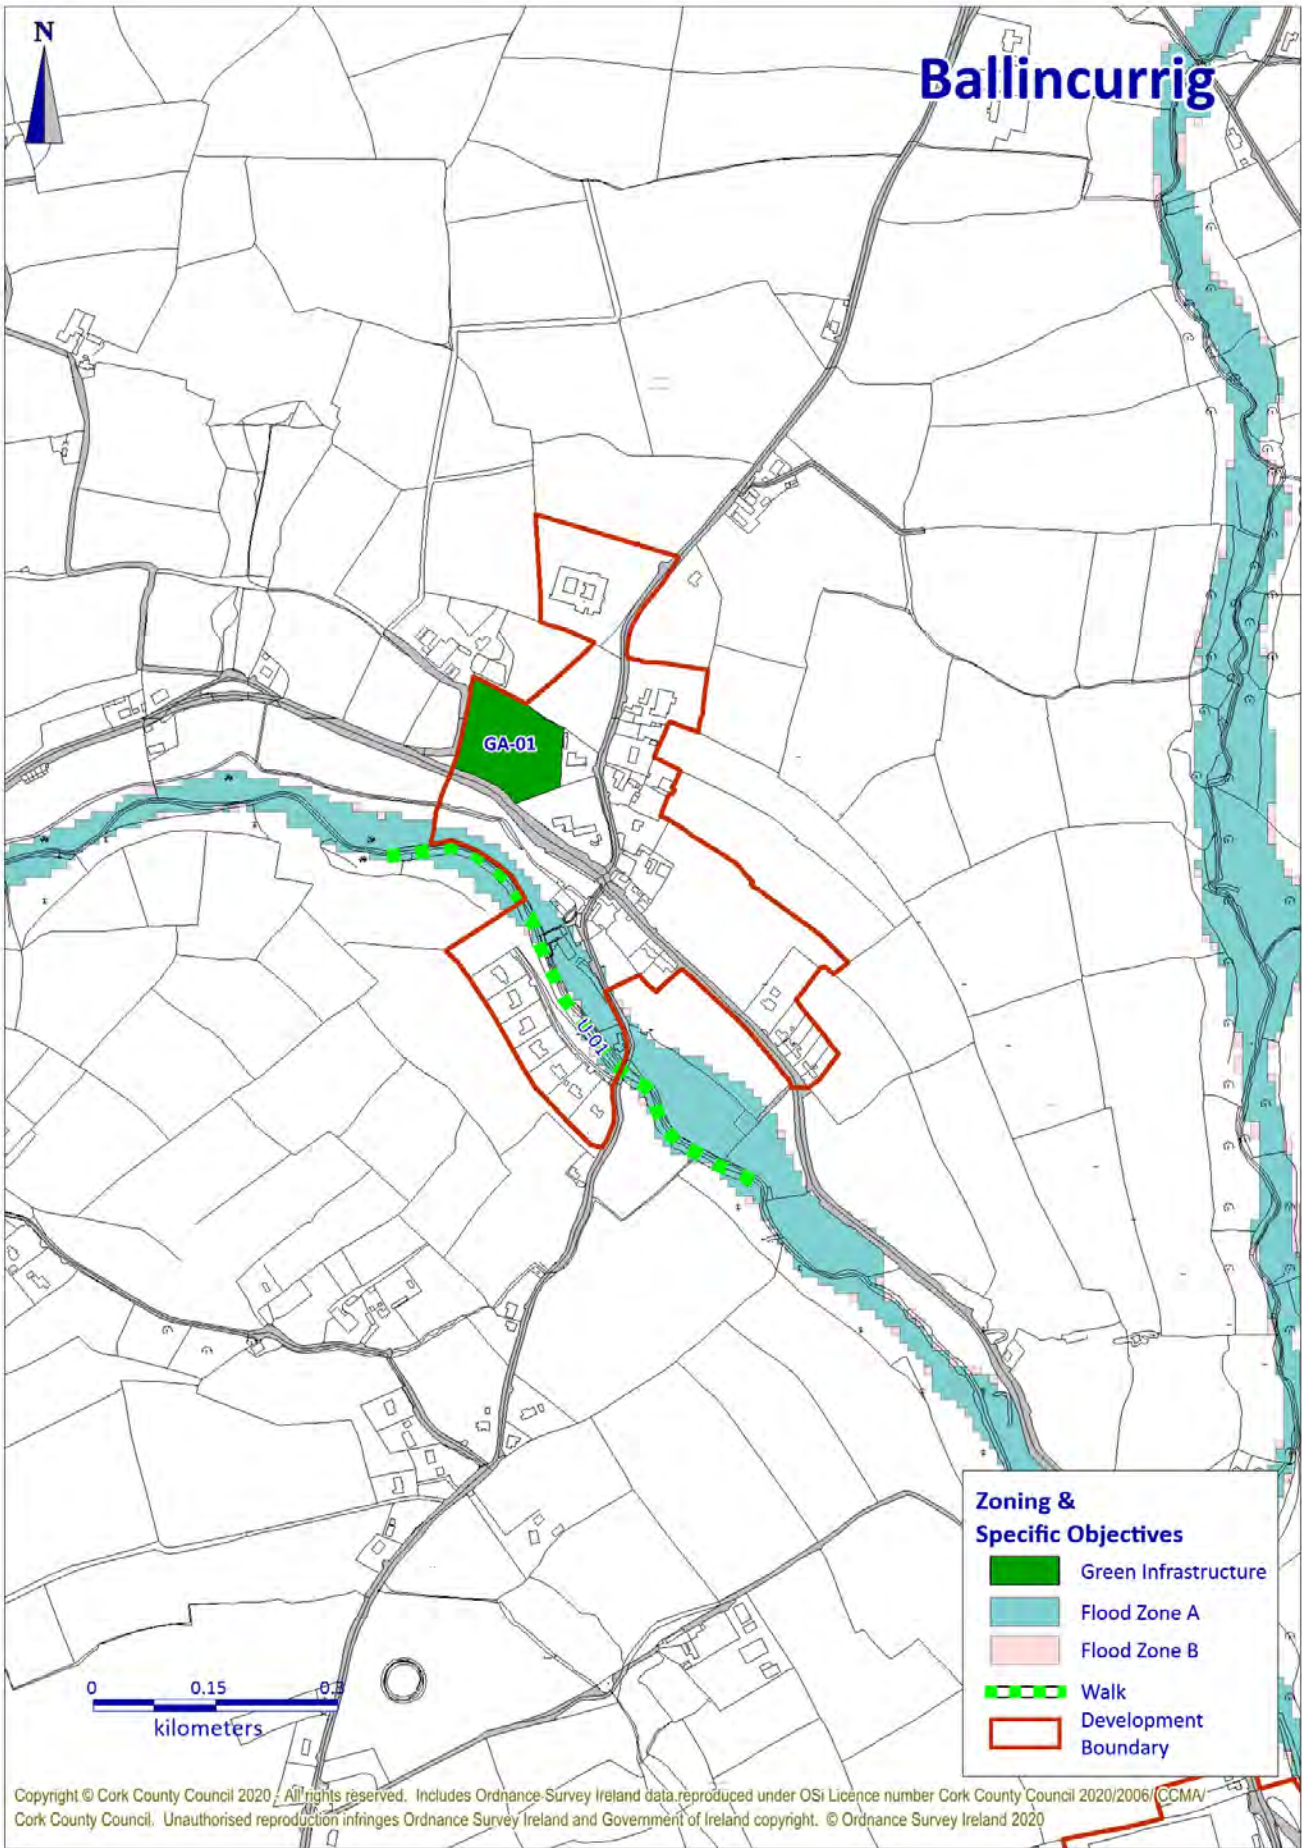 N
Ballincurrig
GA-01
U-01
Zoning &
Specific Objectives
Green Infrastructure
Flood Zone A
Flood Zone B
Walk
Development
Boundary
0 0.15 0.3
kilometers
Copyright © Cork County Council 2020 - All rights reserved. Includes Ordnance Survey Ireland data reproduced under OSi Licence number Cork County Council 2020/2006/CCMA/
Cork County Council. Unauthorised reproduction infringes Ordnance Survey Ireland and Government of Ireland copyright. © Ordnance Survey Ireland 2020